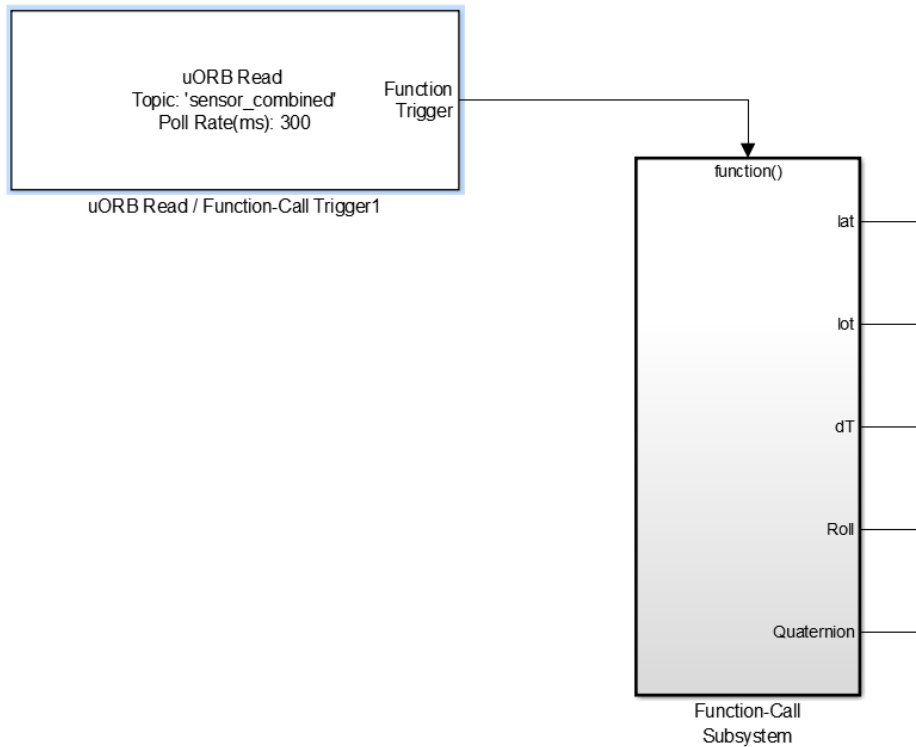 uORB Read
Topic: 'sensor_combined'
Poll Rate(ms): 300
Function
Trigger
uORB Read / Function-Call Trigger1
function()
lat
lot
dT
Roll
Quaternion
Function-Call
Subsystem